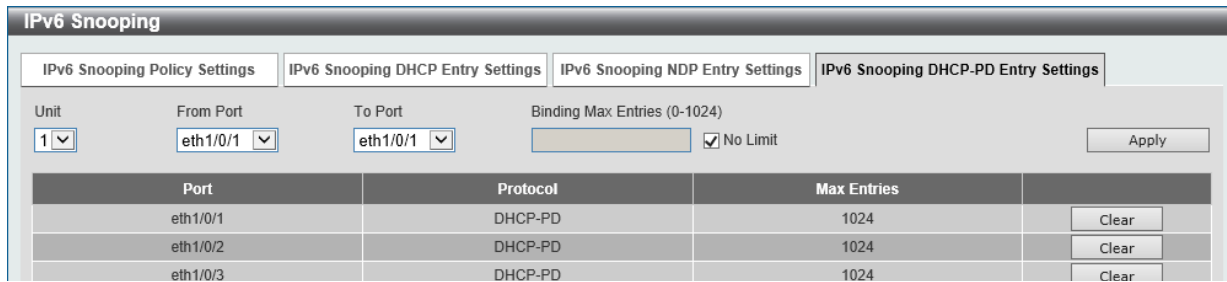 IPv6 Snooping
IPv6 Snooping Policy Settings IPv6 Snooping DHCP Entry Settings IPv6 Snooping NDP Entry Settings IPv6 Snooping DHCP-PD Entry Settings
Unit From Port To Port Binding Max Entries (0-1024)
1 eth1/0/1 eth1/0/1 No Limit Apply
Port Protocol Max Entries
eth1/0/1 DHCP-PD 1024 Clear
eth1/0/2 DHCP-PD 1024 Clear
eth1/0/3 DHCP-PD 1024 Clear